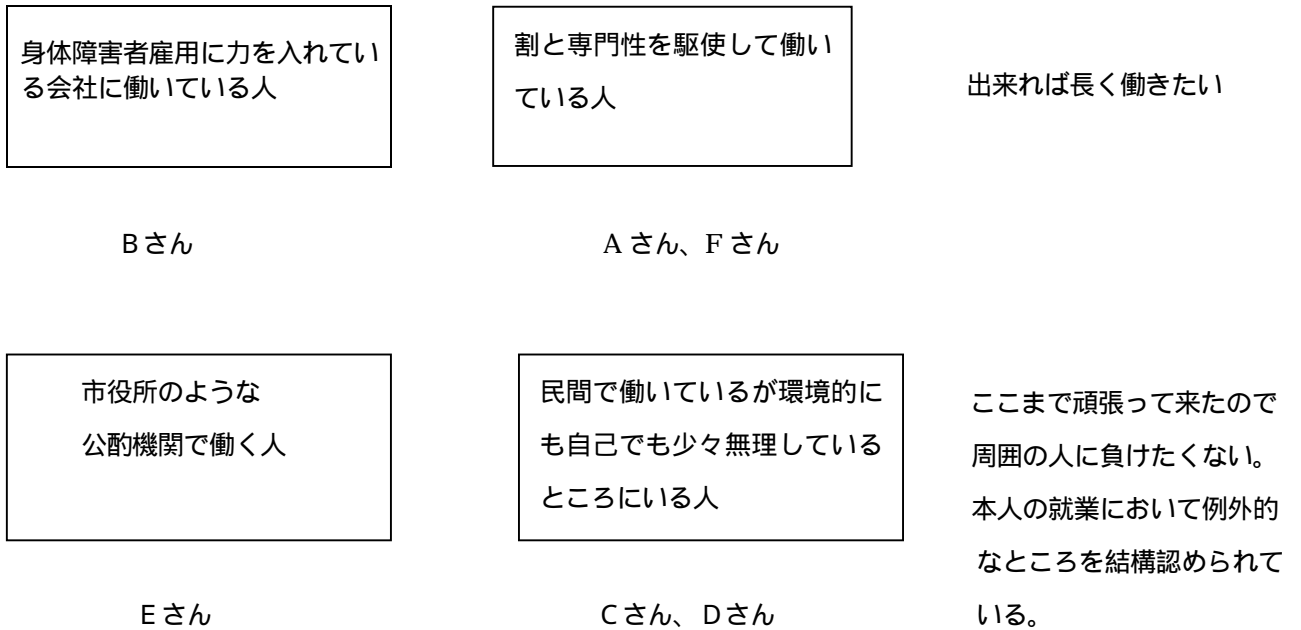 身体障害者雇用に力を入れてい
る会社に働いている人
割と専門性を駆使して働い
ている人
出来れば長く働きたい
Bさん
A さん、F さん
市役所のような
公酌機関で働く人
民間で働いているが環境的に
も自己でも少々無理している
ところにいる人
ここまで頑張って来たので
周囲の人に負けたくない。
本人の就業において例外的
なところを結構認められて
いる。
Eさん
Cさん、Dさん